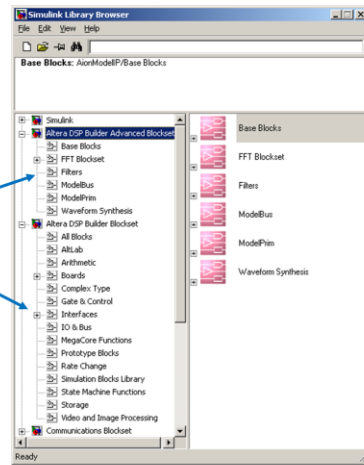 Simulink Library Browser
File Edit View Help
Base Blocks: AionModelIP/Base Blocks
Simulink
Altera DSP Builder Advanced Blockset
Base Blocks
FFT Blockset
Filters
ModelBus
ModelPrim
Waveform Synthesis
Altera DSP Builder Blockset
All Blocks
AltLab
Arithmetic
Boards
Complex Type
Gate & Control
Interfaces
IO & Bus
MegaCore Functions
Prototype Blocks
Rate Change
Simulation Blocks Library
State Machine Functions
Storage
Video and Image Processing
Communications Blockset
Base Blocks
FFT Blockset
Filters
ModelBus
ModelPrim
Waveform Synthesis
Ready